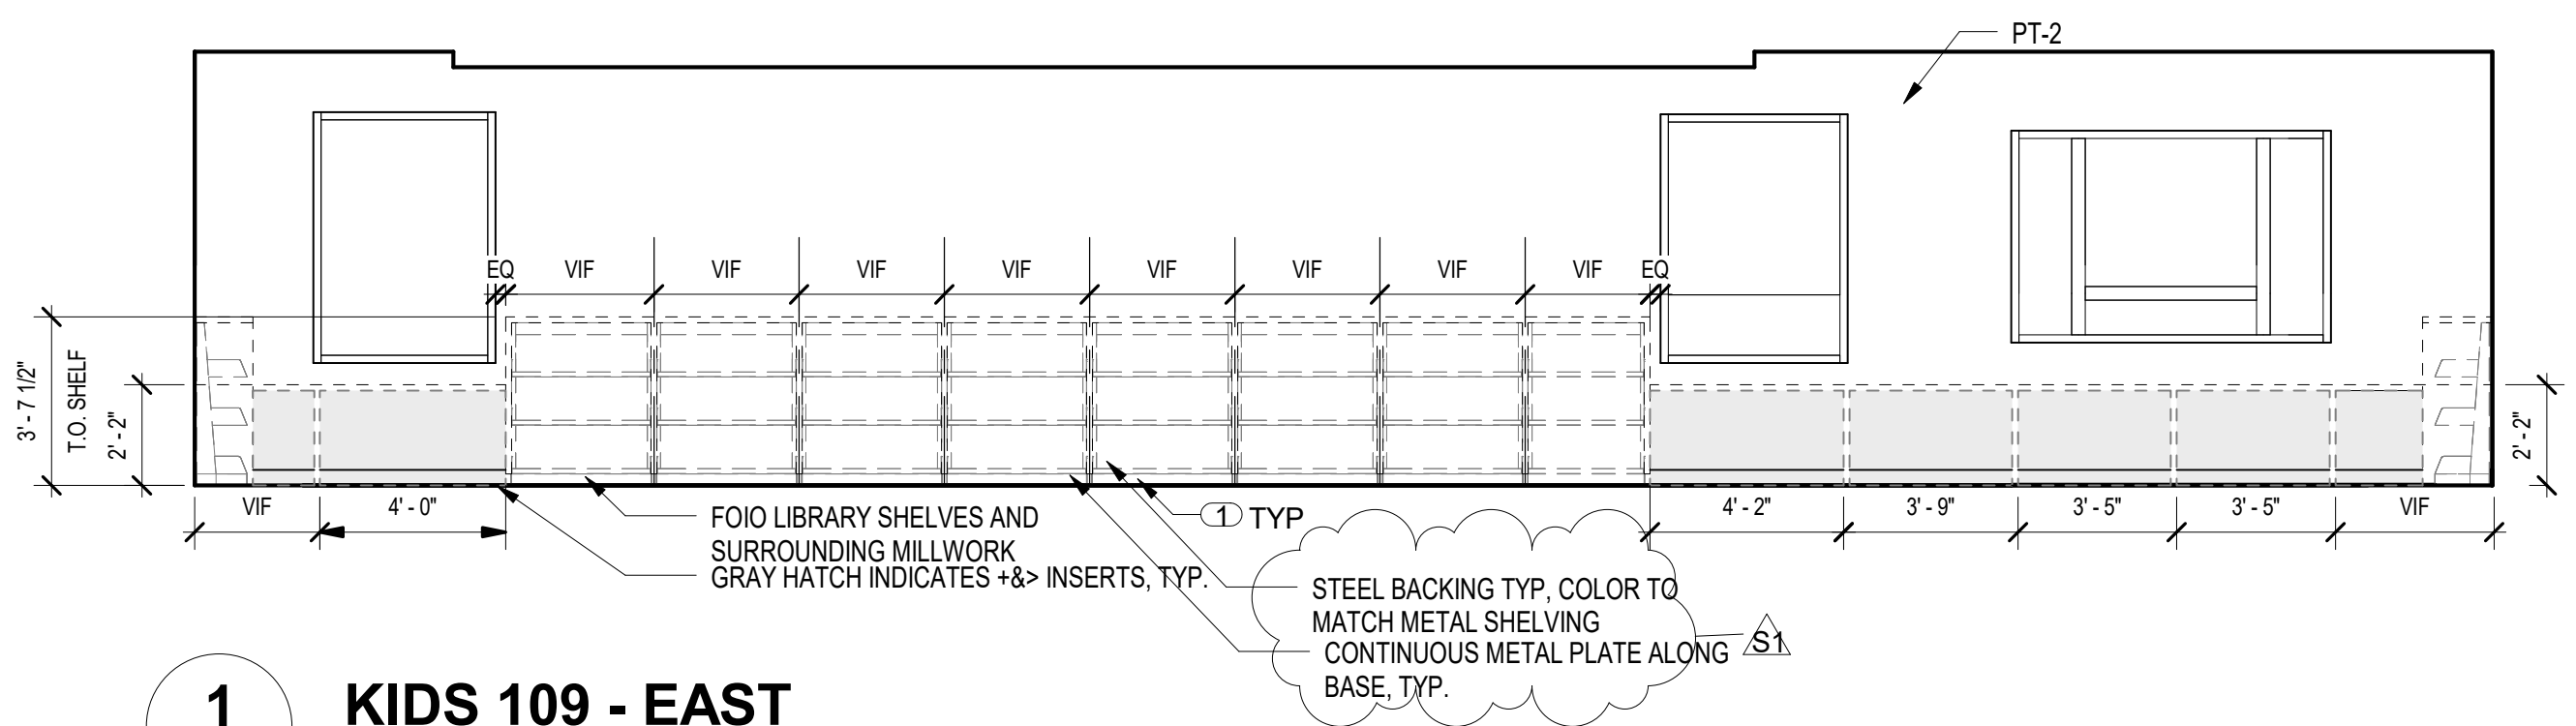 PT-2
EQ VIF VIF VIF VIF VIF VIF VIF VIF EQ
3' - 7 1/2"
T.O. SHELF
2' - 2"
2' - 2"
VIF 4' - 0"
4' - 2" 3' - 9" 3' - 5" 3' - 5" VIF
FOIO LIBRARY SHELVES AND
SURROUNDING MILLWORK
GRAY HATCH INDICATES +&> INSERTS, TYP.
1 TYP
STEEL BACKING TYP, COLOR TO
MATCH METAL SHELVING
CONTINUOUS METAL PLATE ALONG
BASE, TYP.
S1
1
KIDS 109 - EAST